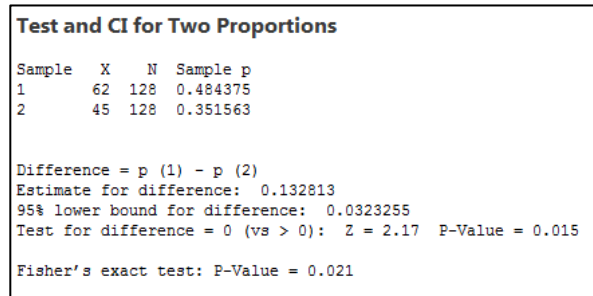 Test and CI for Two Proportions
Sample X N Sample p
1 62 128 0.484375
2 45 128 0.351563
Difference = p (1) - p (2)
Estimate for difference: 0.132813
95% lower bound for difference: 0.0323255
Test for difference = 0 (vs > 0): Z = 2.17 P-Value = 0.015
Fisher's exact test: P-Value = 0.021